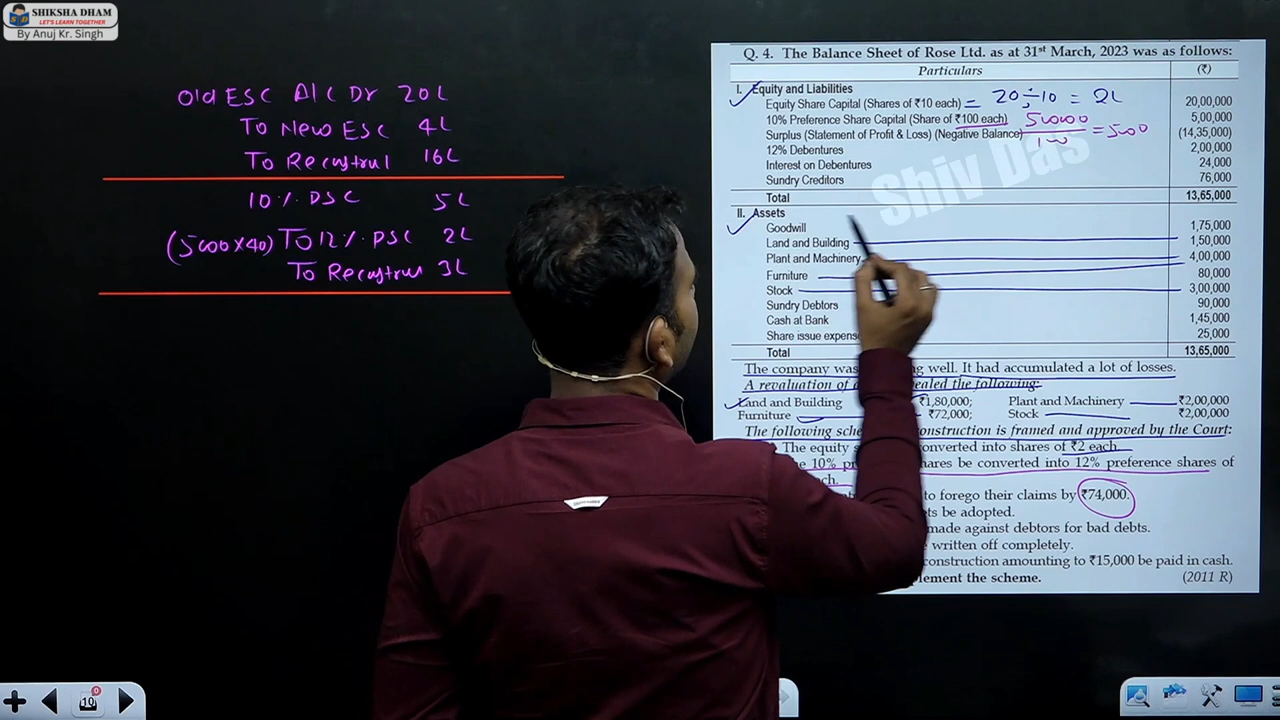 SHIKSHA DHAM
LET'S LEARN TOGETHER
By Anuj Kr. Singh
Old ESC A/C Dr 20L
To New ESC 4L
To Reconstrn 16L
10% PSC 5L
(5000x40) To 12% PSC 2L
To Reconstrn 3L
Q. 4. The Balance Sheet of Rose Ltd. as at 31st March, 2023 was as follows:
Particulars (₹)
I. Equity and Liabilities
Equity Share Capital (Shares of ₹10 each) = 20÷10 = 2L 20,00,000
10% Preference Share Capital (Share of ₹100 each) 500000/100 = 5000 5,00,000
Surplus (Statement of Profit & Loss) (Negative Balance) (14,35,000)
12% Debentures 2,00,000
Interest on Debentures 24,000
Sundry Creditors 76,000
Total 13,65,000
Shiv Das
II. Assets
Goodwill 1,75,000
Land and Building 1,50,000
Plant and Machinery 4,00,000
Furniture 80,000
Stock 3,00,000
Sundry Debtors 90,000
Cash at Bank 1,45,000
Share issue 25,000
Total 13,65,000
The company was well. It had accumulated a lot of losses.
A revaluation of the following:
Land and Building ₹1,80,000; Plant and Machinery ₹2,00,000
Furniture ₹72,000; Stock ₹2,00,000
The following is framed and approved by the Court:
The equity converted into shares of ₹2 each
10% be converted into 12% preference shares of
to forego their claims by ₹74,000.
be adopted.
made against debtors for bad debts.
written off completely.
amounting to ₹15,000 be paid in cash.
the scheme. (2011 R)
10
0